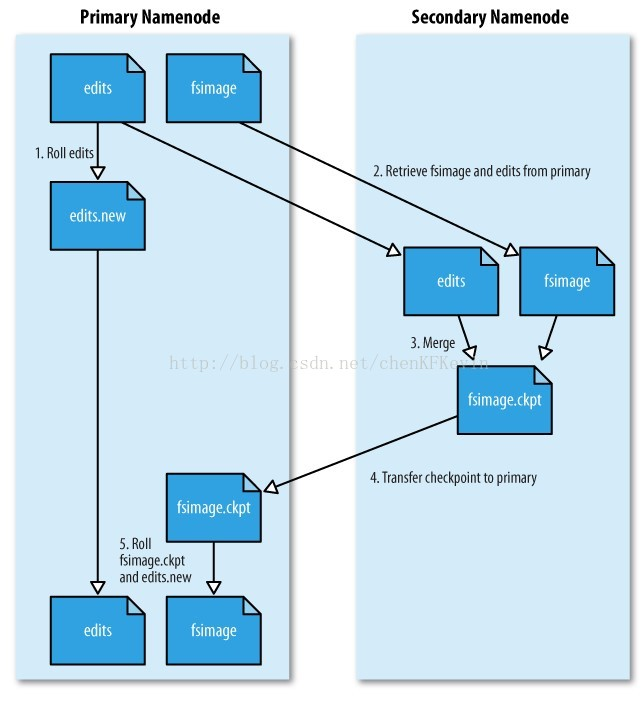 Primary Namenode
Secondary Namenode
edits
fsimage
1. Roll edits
2. Retrieve fsimage and edits from primary
edits.new
edits
fsimage
3. Merge
http://blog.csdn.net/chenKFKevin
fsimage.ckpt
4. Transfer checkpoint to primary
fsimage.ckpt
5. Roll
fsimage.ckpt
and edits.new
edits
fsimage